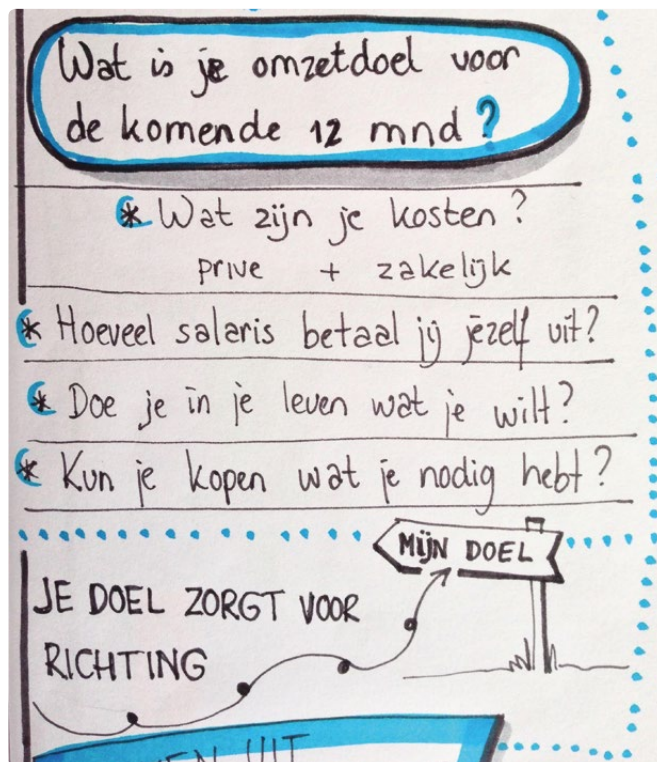 Wat is je omzetdoel voor
de komende 12 mnd?
* Wat zijn je kosten?
prive + zakelijk
* Hoeveel salaris betaal jij jezelf uit?
* Doe je in je leven wat je wilt?
* Kun je kopen wat je nodig hebt?
MIJN DOEL
JE DOEL ZORGT VOOR
RICHTING
UIT